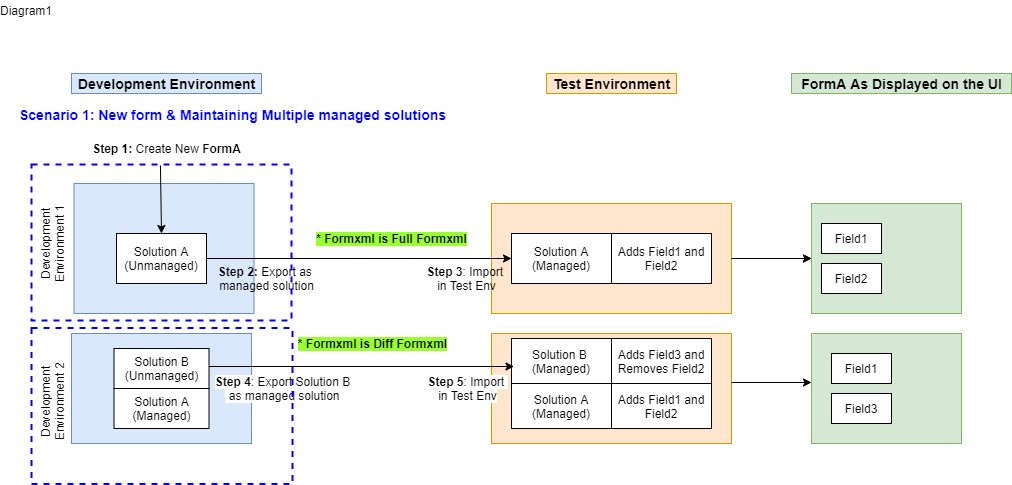 Diagram1
Development Environment
Test Environment
FormA As Displayed on the UI
Scenario 1: New form & Maintaining Multiple managed solutions
Step 1: Create New FormA
Development
Environment 1
Solution A
(Unmanaged)
* Formxml is Full Formxml
Step 2: Export as
managed solution
Step 3: Import
in Test Env
Solution A
(Managed)
Adds Field1 and
Field2
Field1
Field2
Development
Environment 2
Solution B
(Unmanaged)
Solution A
(Managed)
* Formxml is Diff Formxml
Step 4: Export Solution B
as managed solution
Step 5: Import
in Test Env
Solution B
(Managed)
Adds Field3 and
Removes Field2
Solution A
(Managed)
Adds Field1 and
Field2
Field1
Field3